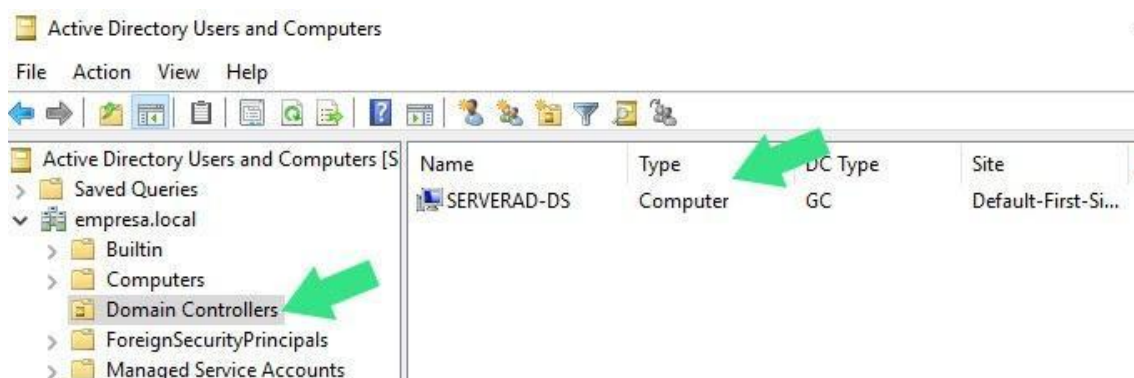 Active Directory Users and Computers
File Action View Help
Active Directory Users and Computers [S
Saved Queries
empresa.local
Builtin
Computers
Domain Controllers
ForeignSecurityPrincipals
Managed Service Accounts
Name Type DC Type Site
SERVERAD-DS Computer GC Default-First-Si...